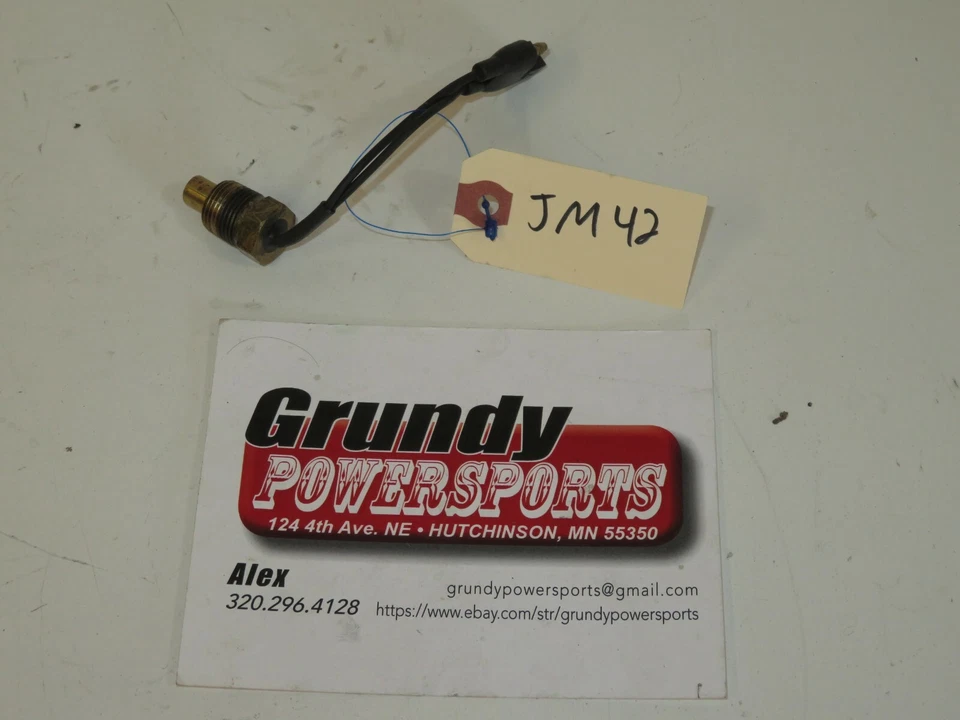 JM42
Grundy
POWERSPORTS
124 4th Ave. NE • HUTCHINSON, MN 55350
Alex
320.296.4128
grundypowersports@gmail.com
https://www.ebay.com/str/grundypowersports